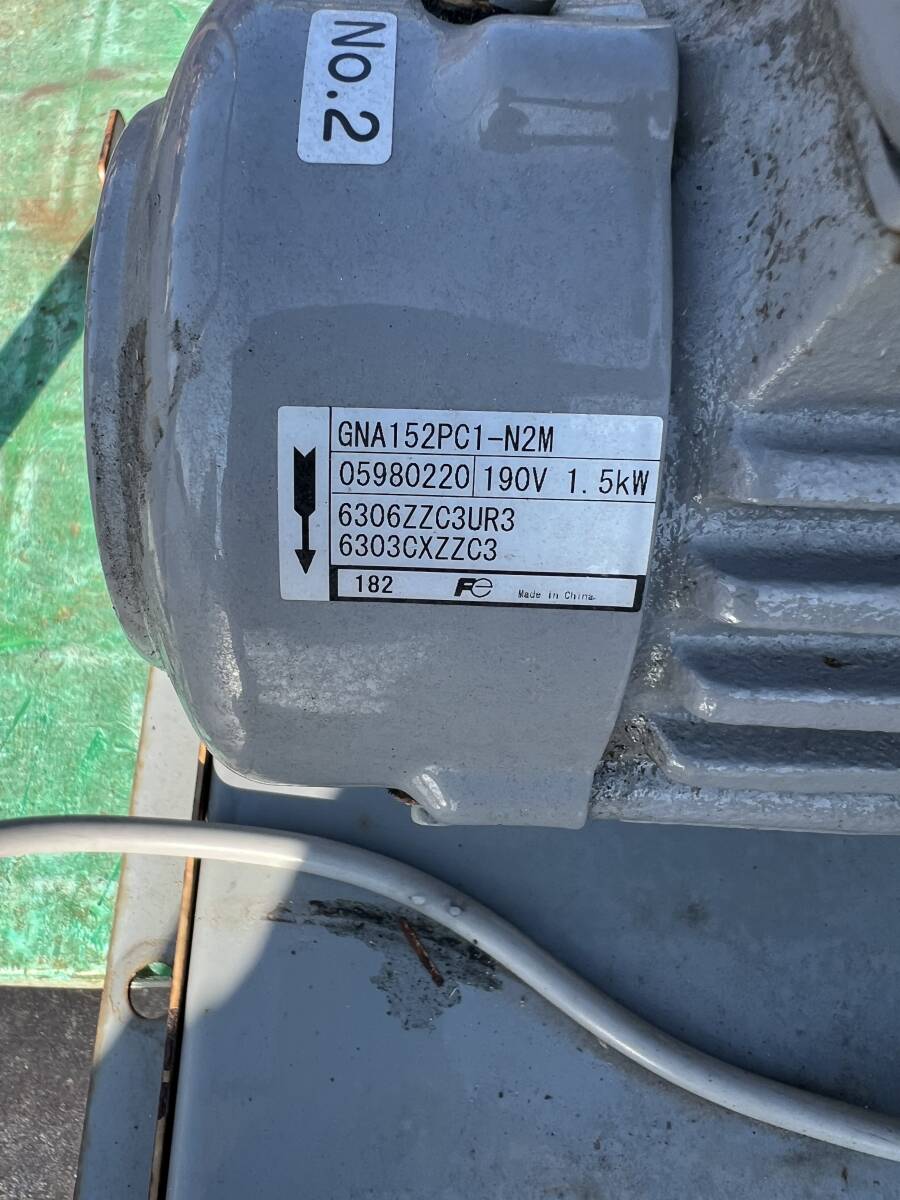 No.2
GNA152PC1-N2M
05980220 190V 1.5kW
6306ZZC3UR3
6303CXZZC3
182 Fe Made in China